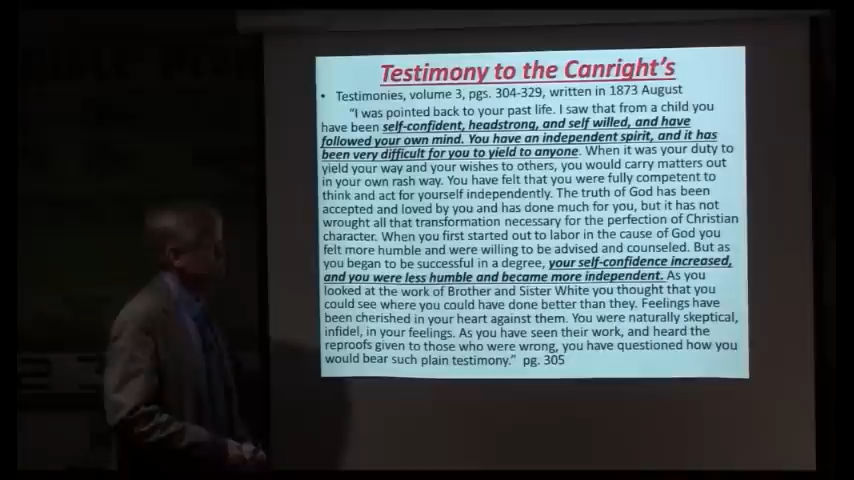 Testimony to the Canright's
• Testimonies, volume 3, pgs. 304-329, written in 1873 August
"I was pointed back to your past life. I saw that from a child you
have been self-confident, headstrong, and self willed, and have
followed your own mind. You have an independent spirit, and it has
been very difficult for you to yield to anyone. When it was your duty to
yield your way and your wishes to others, you would carry matters out
in your own rash way. You have felt that you were fully competent to
think and act for yourself independently. The truth of God has been
accepted and loved by you and has done much for you, but it has not
wrought all that transformation necessary for the perfection of Christian
character. When you first started out to labor in the cause of God you
felt more humble and were willing to be advised and counseled. But as
you began to be successful in a degree, your self-confidence increased,
and you were less humble and became more independent. As you
looked at the work of Brother and Sister White you thought that you
could see where you could have done better than they. Feelings have
been cherished in your heart against them. You were naturally skeptical,
infidel, in your feelings. As you have seen their work, and heard the
reproofs given to those who were wrong, you have questioned how you
would bear such plain testimony." pg. 305